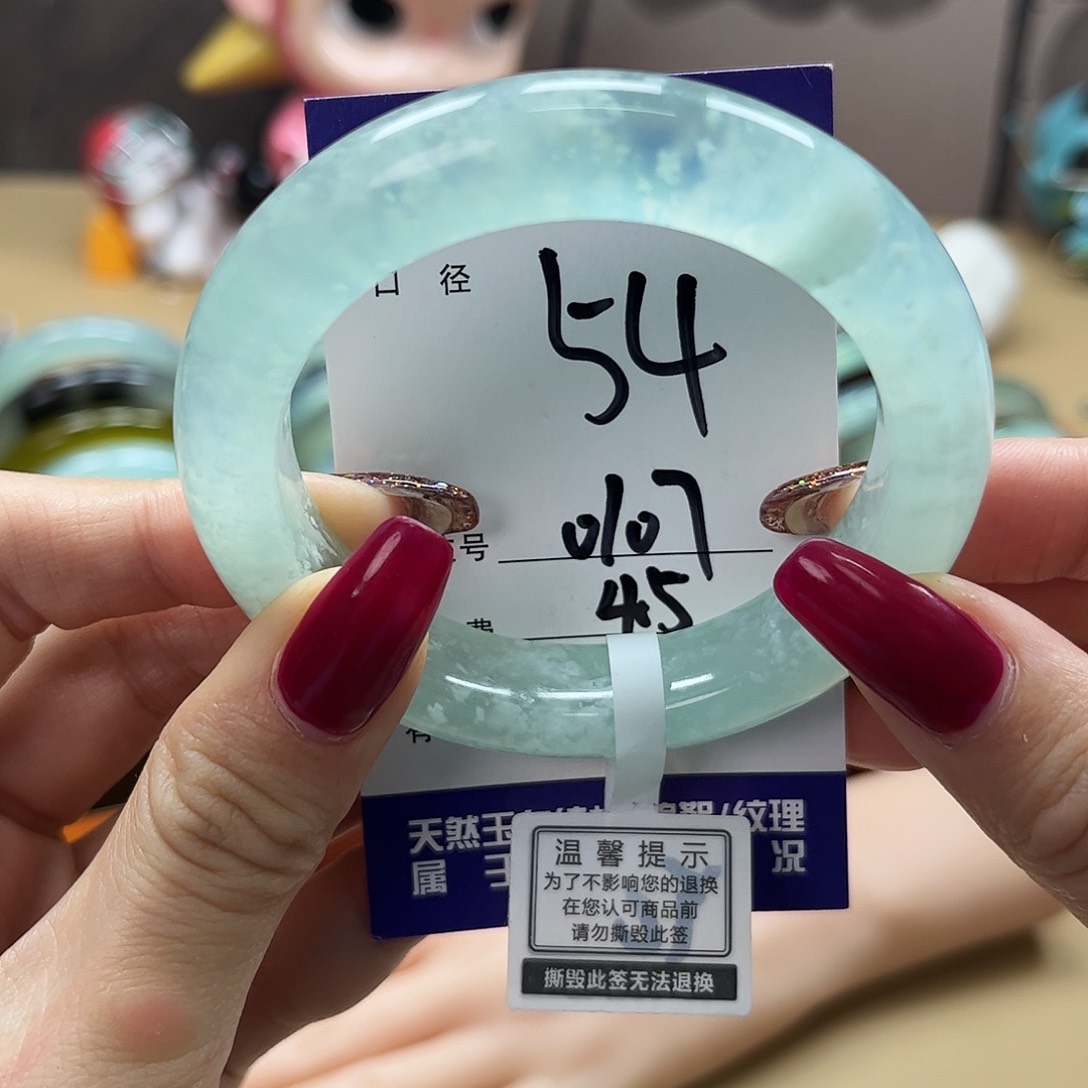 口径 54
号 0107
费 45
有
天然玉 纹理
属 况
温馨提示
为了不影响您的退换
在您认可商品前
请勿撕毁此签
撕毁此签无法退换